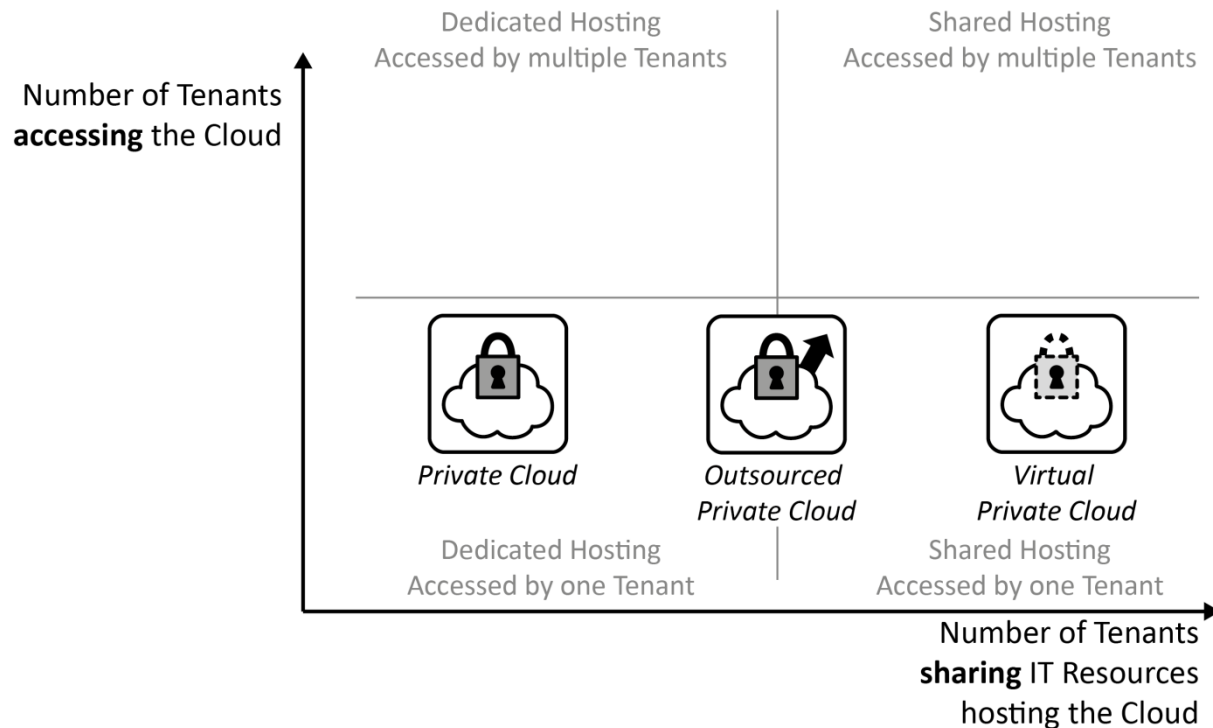 Dedicated Hosting
Accessed by multiple Tenants
Shared Hosting
Accessed by multiple Tenants
Number of Tenants
accessing the Cloud
Private Cloud
Outsourced
Private Cloud
Virtual
Private Cloud
Dedicated Hosting
Accessed by one Tenant
Shared Hosting
Accessed by one Tenant
Number of Tenants
sharing IT Resources
hosting the Cloud